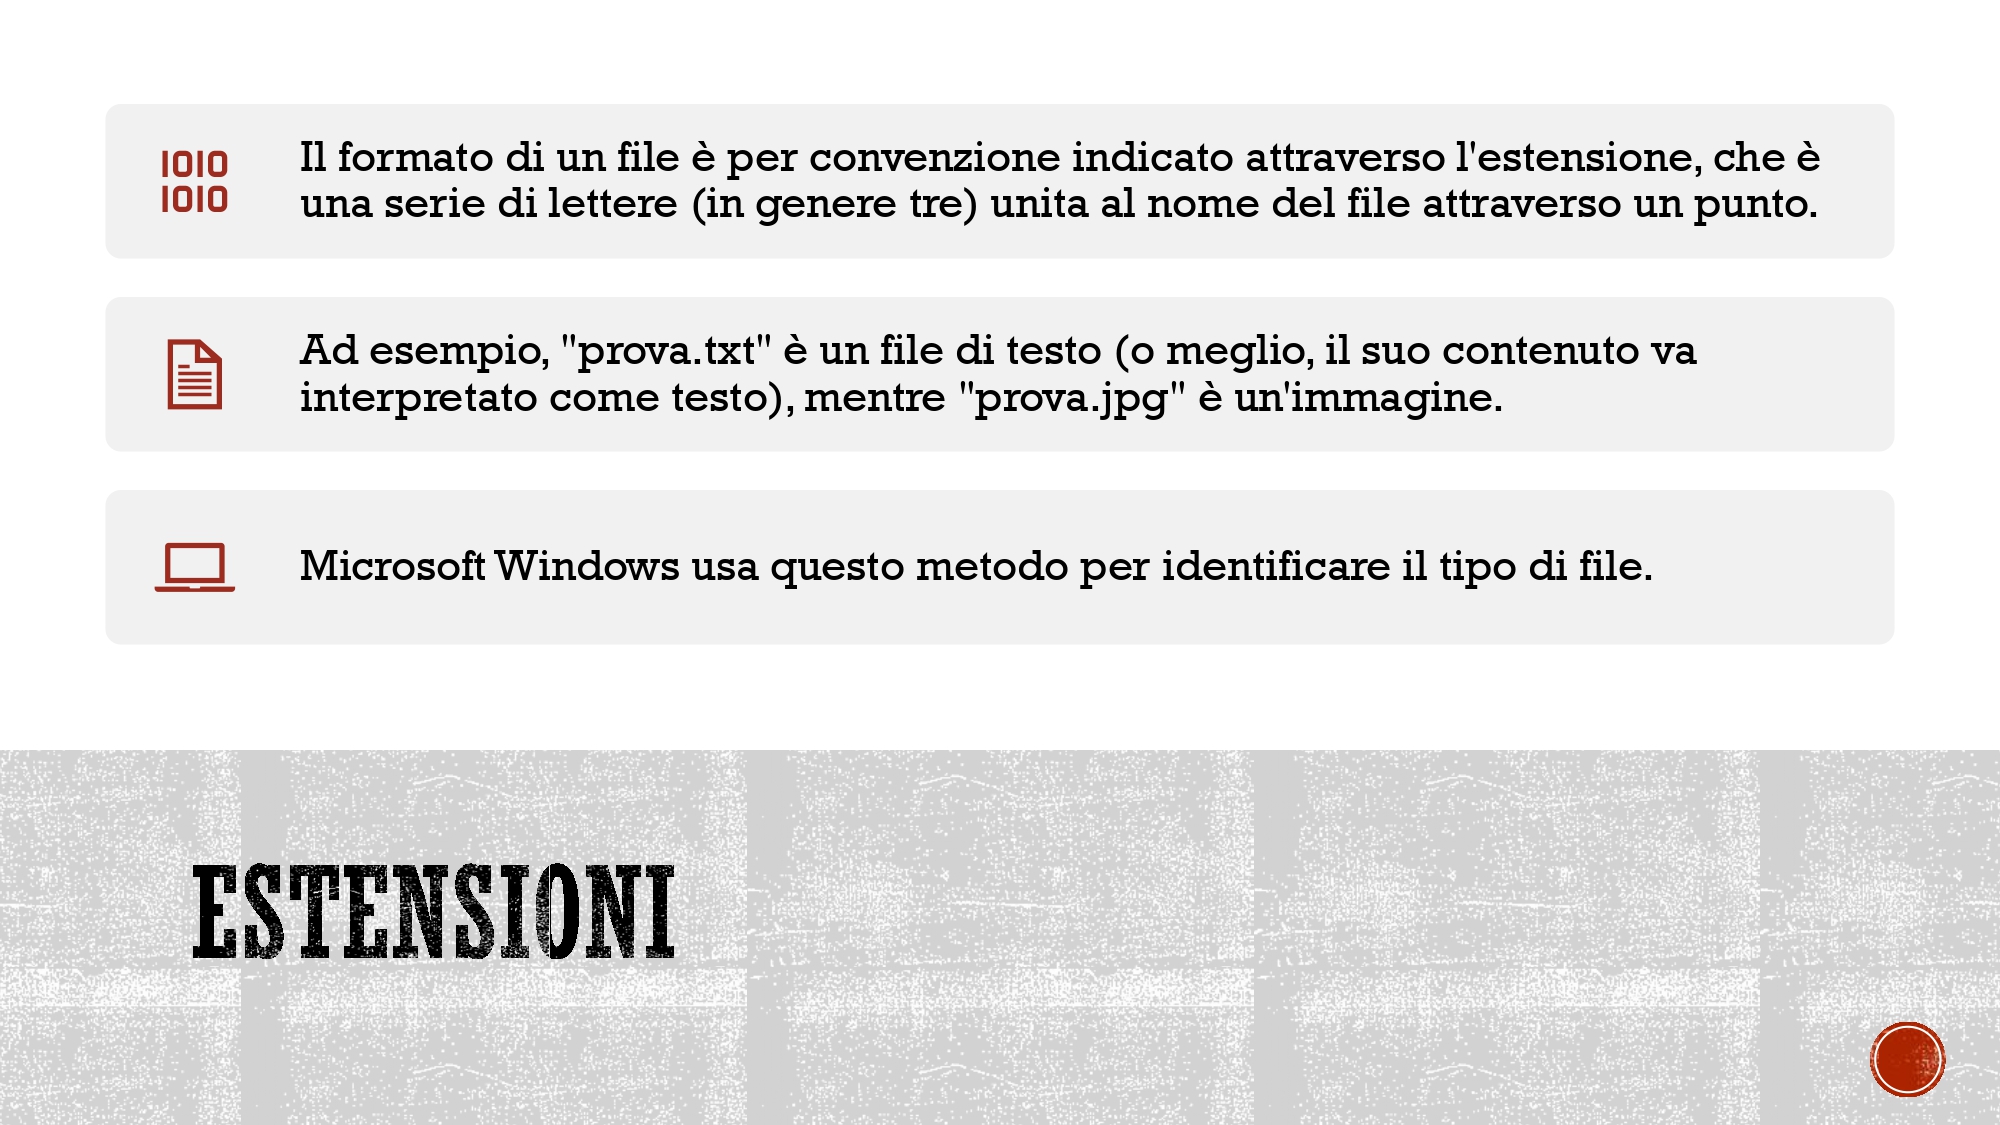 1010
1010
Il formato di un file è per convenzione indicato attraverso l'estensione, che è
una serie di lettere (in genere tre) unita al nome del file attraverso un punto.
Ad esempio, "prova.txt" è un file di testo (o meglio, il suo contenuto va
interpretato come testo), mentre "prova.jpg" è un'immagine.
Microsoft Windows usa questo metodo per identificare il tipo di file.
ESTENSIONI